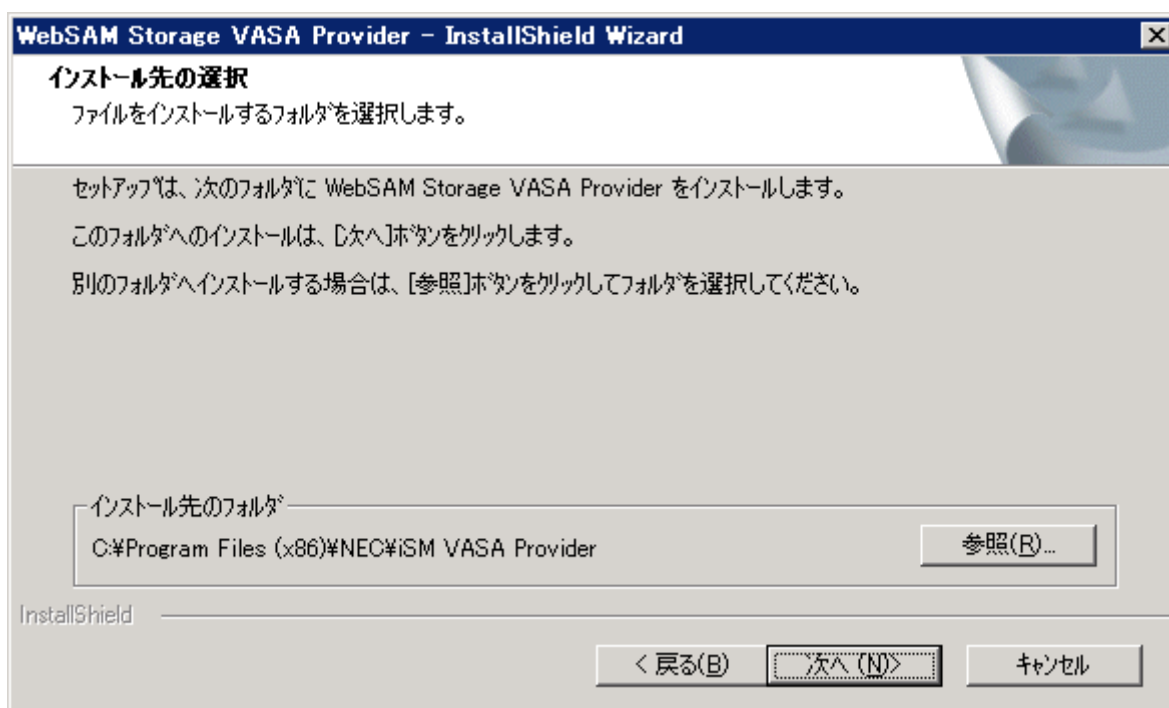 WebSAM Storage VASA Provider - InstallShield Wizard
インストール先の選択
ファイルをインストールするフォルダを選択します。
セットアップは、次のフォルダに WebSAM Storage VASA Provider をインストールします。
このフォルダへのインストールは、[次へ]ボタンをクリックします。
別のフォルダへインストールする場合は、[参照]ボタンをクリックしてフォルダを選択してください。
インストール先のフォルダ
C:¥Program Files (x86)¥NEC¥iSM VASA Provider
参照(R)...
InstallShield
< 戻る(B)
次へ (N)>
キャンセル